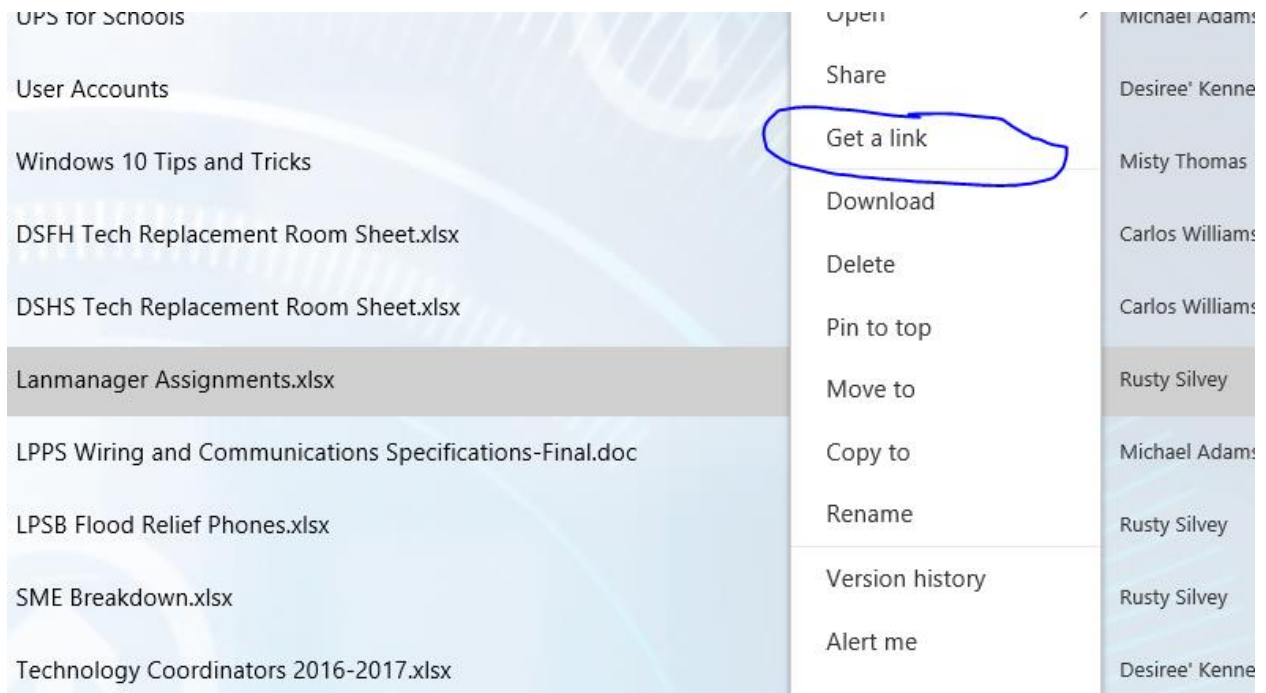 UPS for Schools
Open
Michael Adams
User Accounts
Share
Desiree' Kenne
Get a link
Windows 10 Tips and Tricks
Misty Thomas
Download
DSFH Tech Replacement Room Sheet.xlsx
Carlos Williams
Delete
DSHS Tech Replacement Room Sheet.xlsx
Carlos Williams
Pin to top
Lanmanager Assignments.xlsx
Rusty Silvey
Move to
LPPS Wiring and Communications Specifications-Final.doc
Michael Adams
Copy to
Rename
LPSB Flood Relief Phones.xlsx
Rusty Silvey
Version history
SME Breakdown.xlsx
Rusty Silvey
Alert me
Technology Coordinators 2016-2017.xlsx
Desiree' Kenne